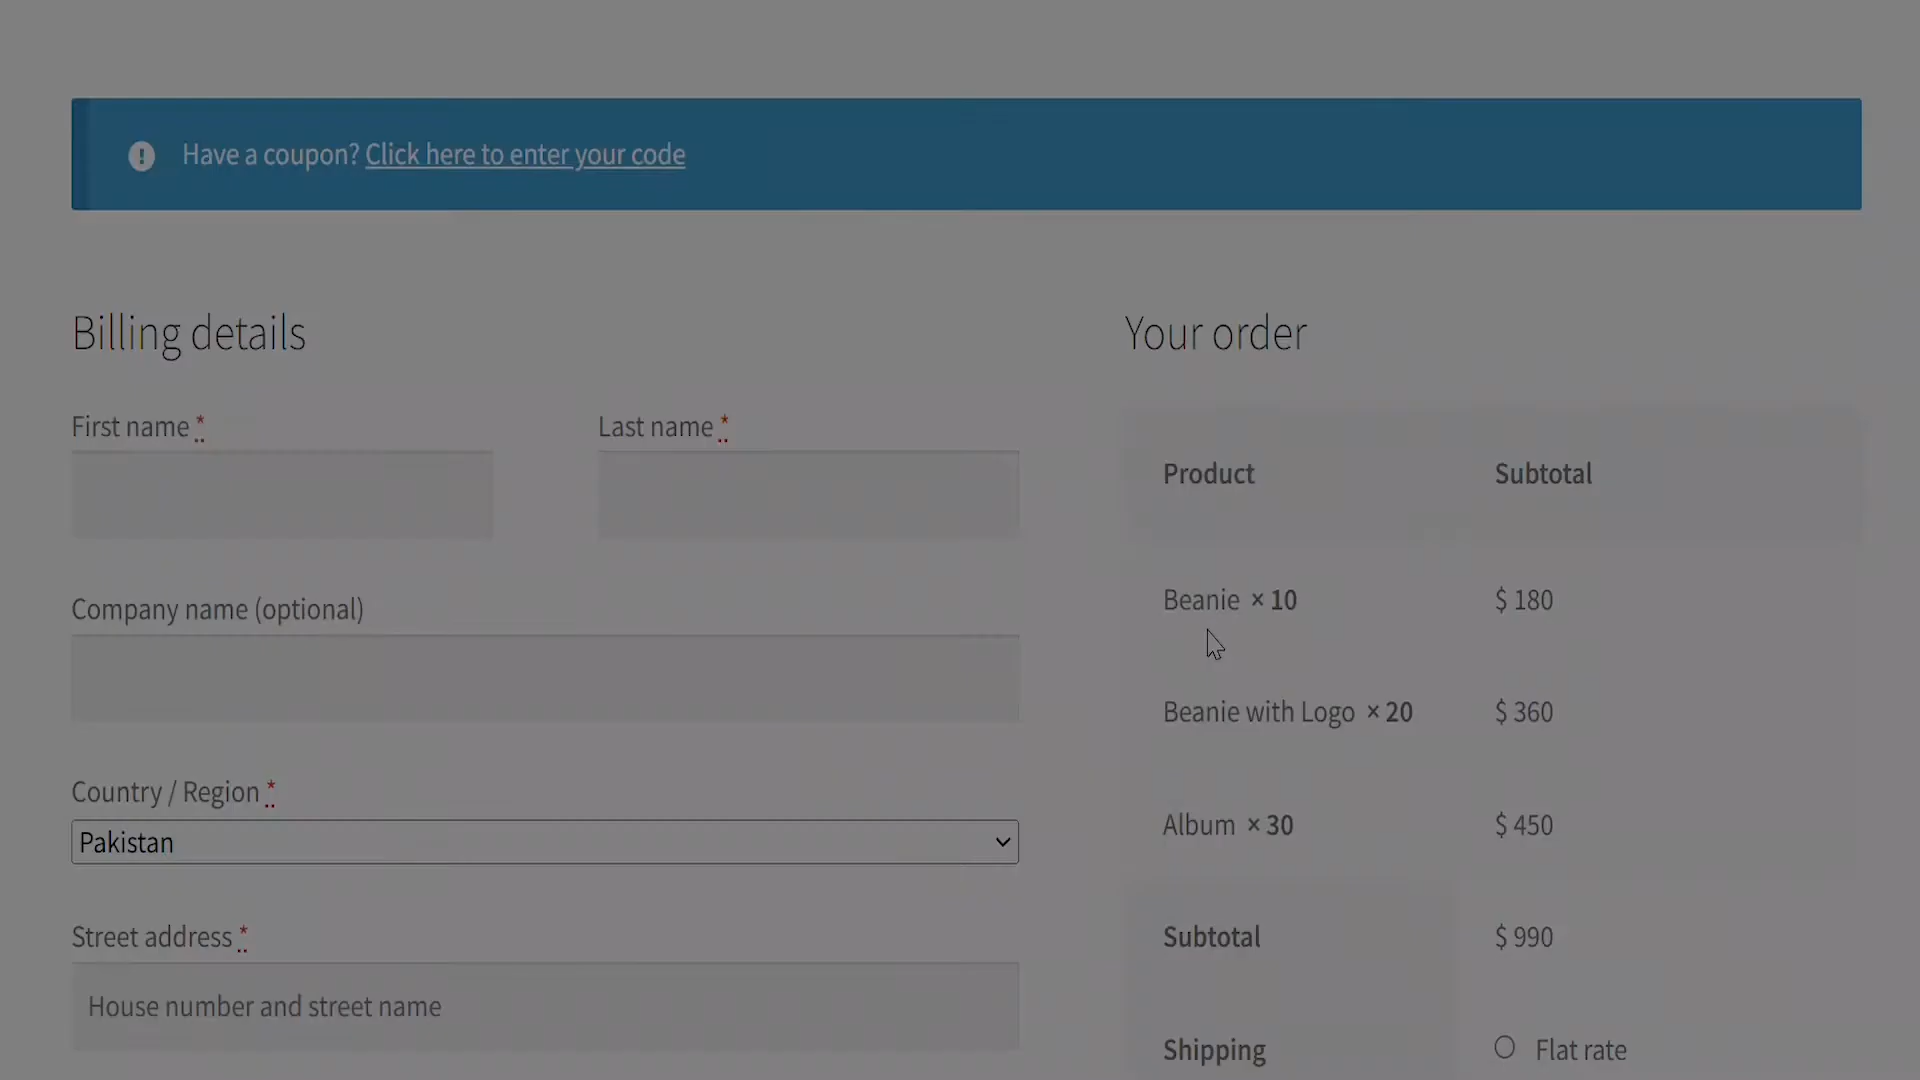 Have a coupon? Click here to enter your code
Billing details
First name *
Last name *
Company name (optional)
Country / Region *
Pakistan
Street address *
House number and street name
Your order
Product Subtotal
Beanie × 10 $ 180
Beanie with Logo × 20 $ 360
Album × 30 $ 450
Subtotal $ 990
Shipping Flat rate